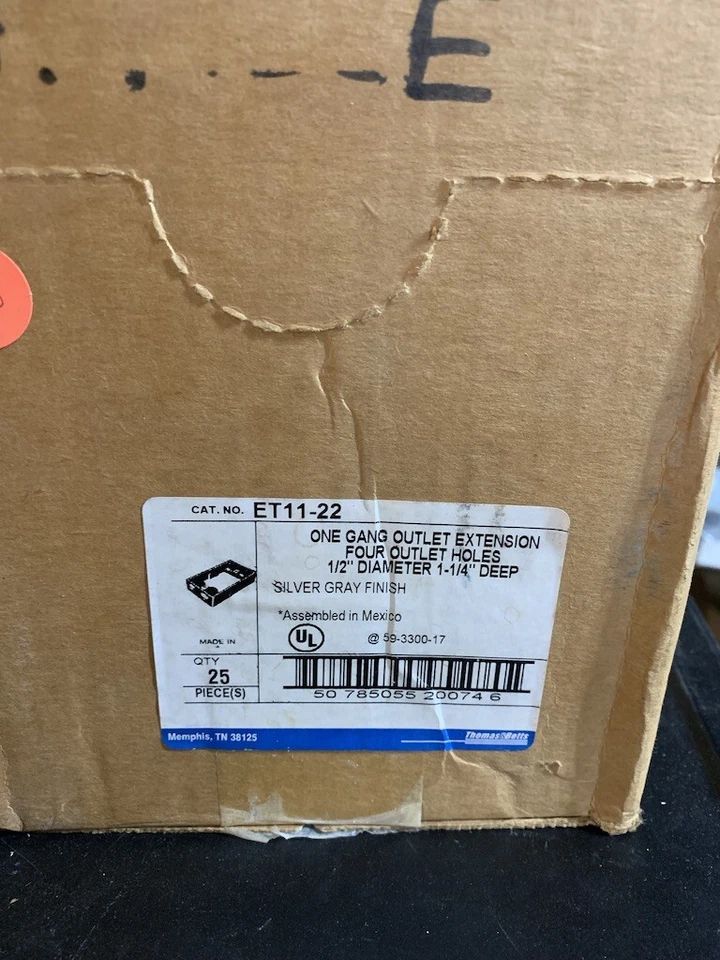 E
CAT. NO. ET11-22
ONE GANG OUTLET EXTENSION
FOUR OUTLET HOLES
1/2" DIAMETER 1-1/4" DEEP
SILVER GRAY FINISH
*Assembled in Mexico
MADE IN
*
UL
@ 59-3300-17
QTY
25
PIECE(S)
50 785055 20074 6
Memphis, TN 38125
Thomas&Betts